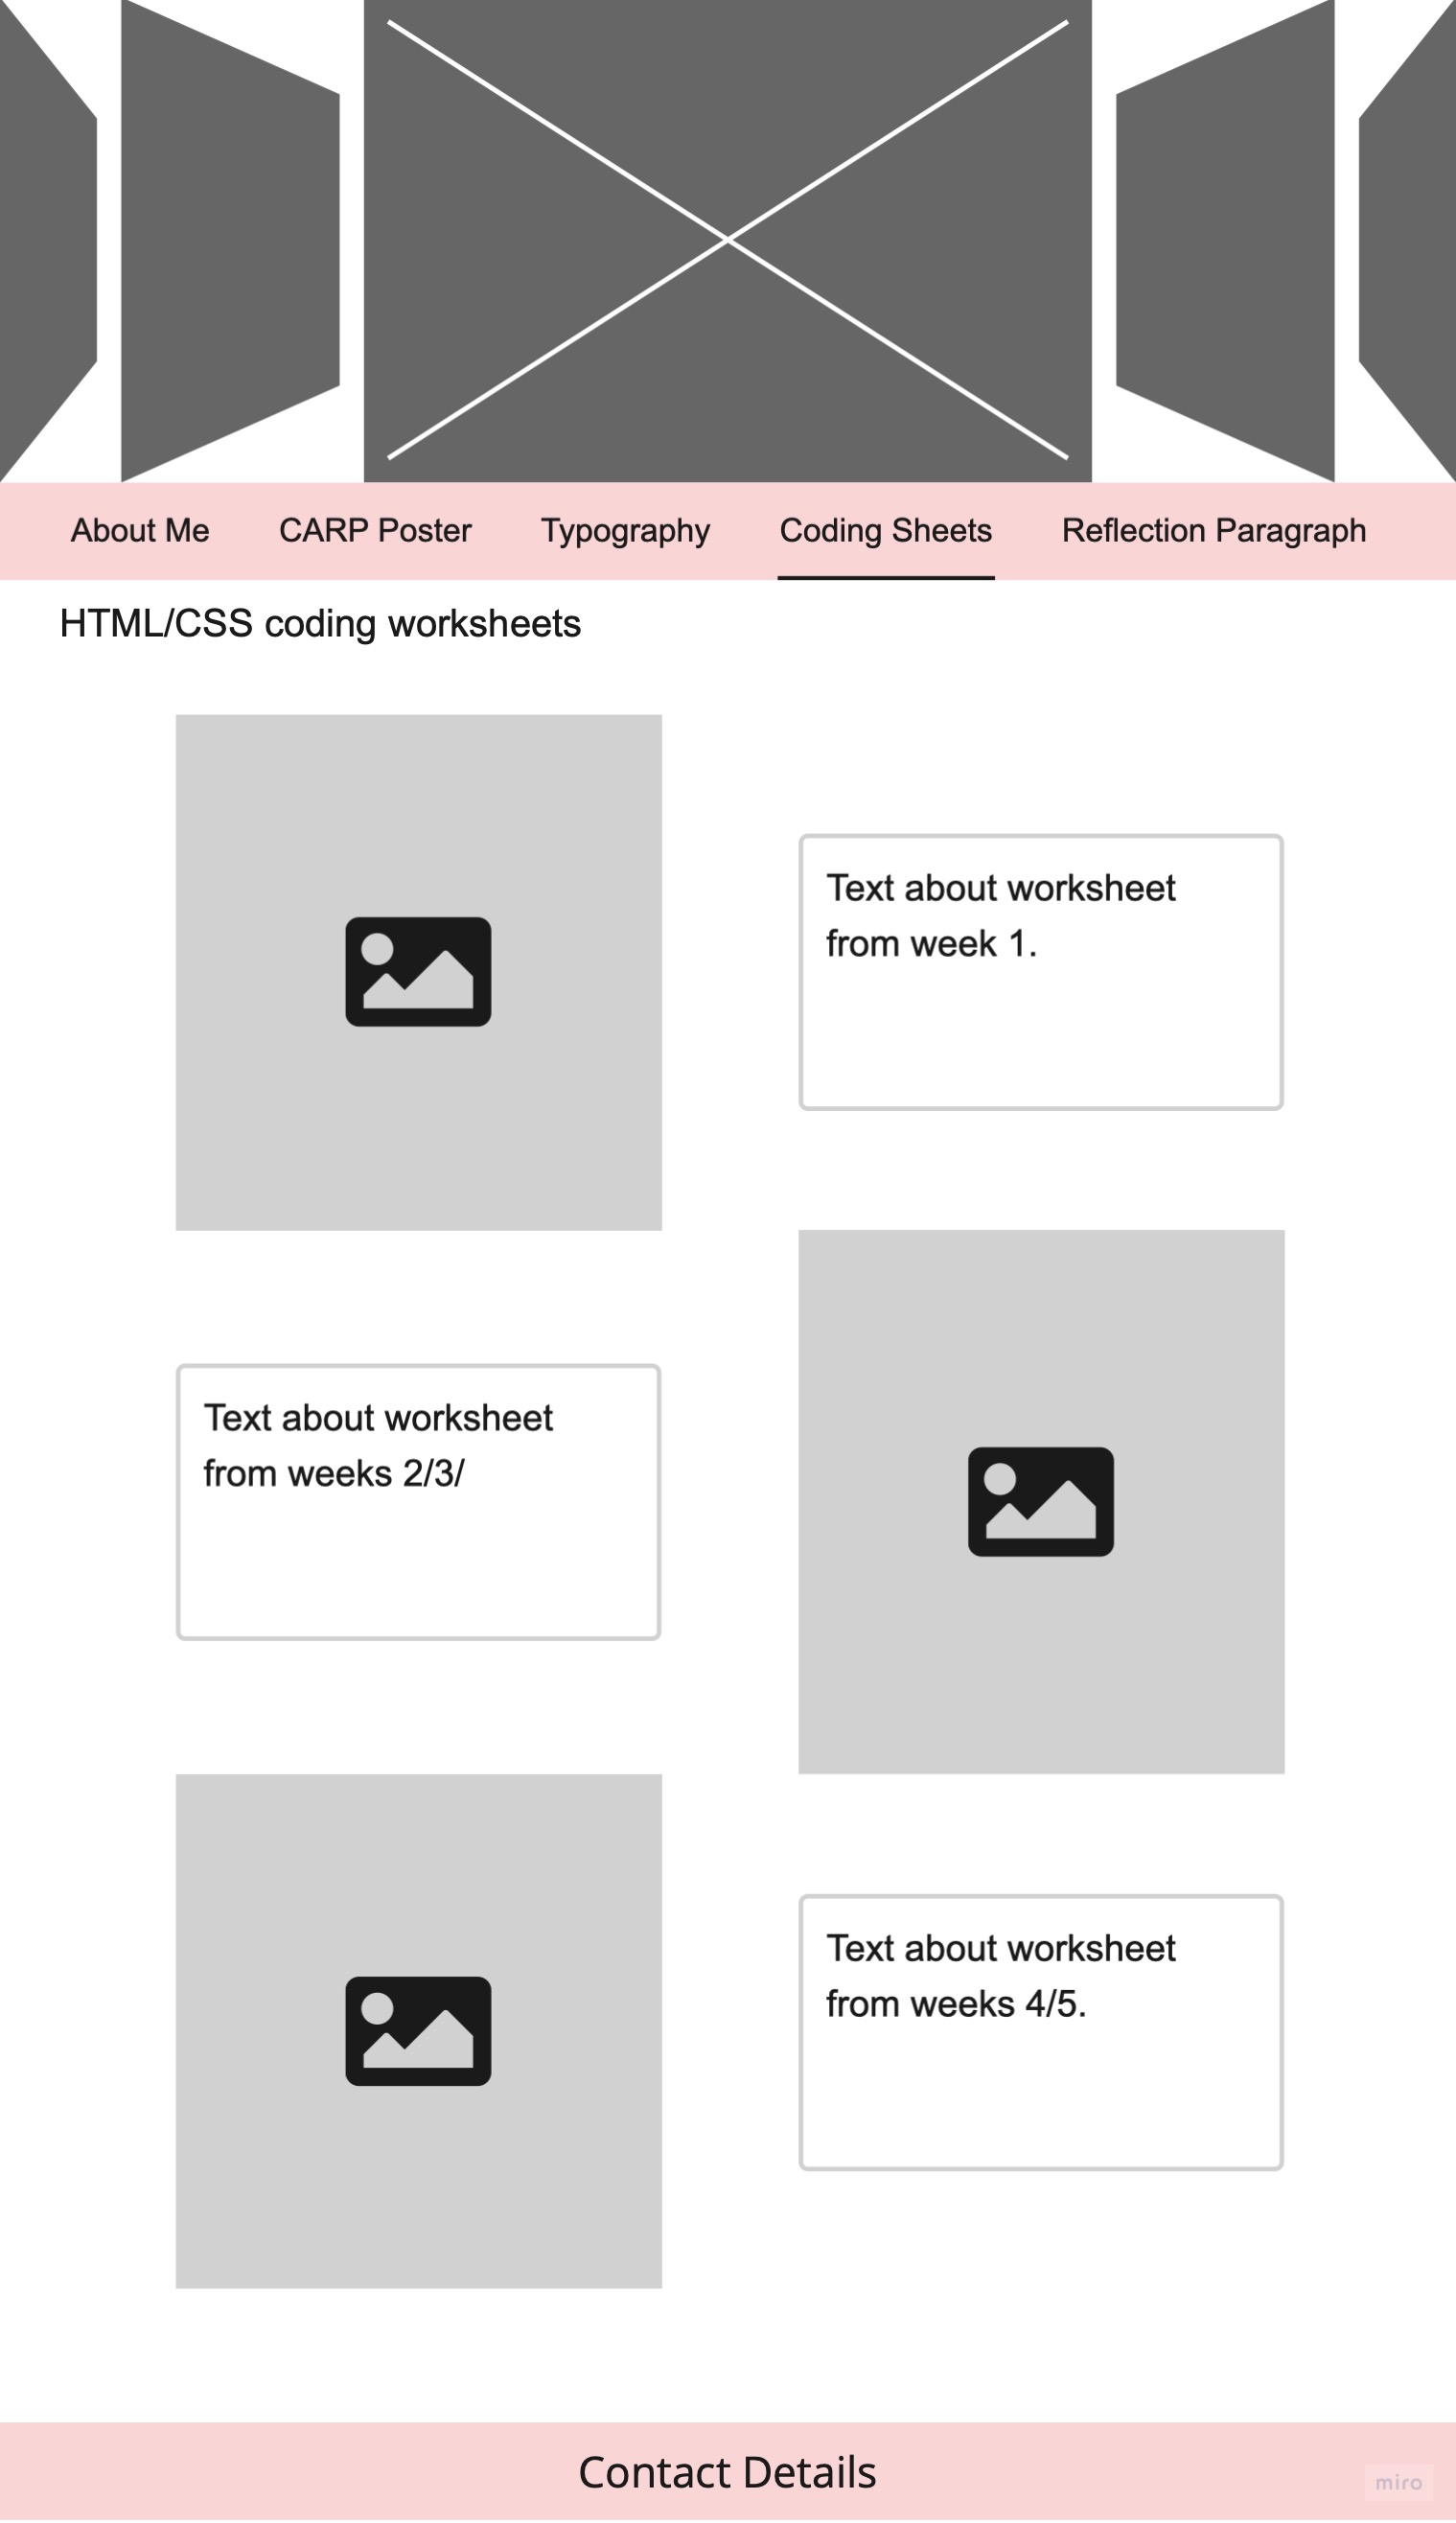 About Me CARP Poster Typography Coding Sheets Reflection Paragraph
HTML/CSS coding worksheets
Text about worksheet
from week 1.
Text about worksheet
from weeks 2/3/
Text about worksheet
from weeks 4/5.
Contact Details
miro